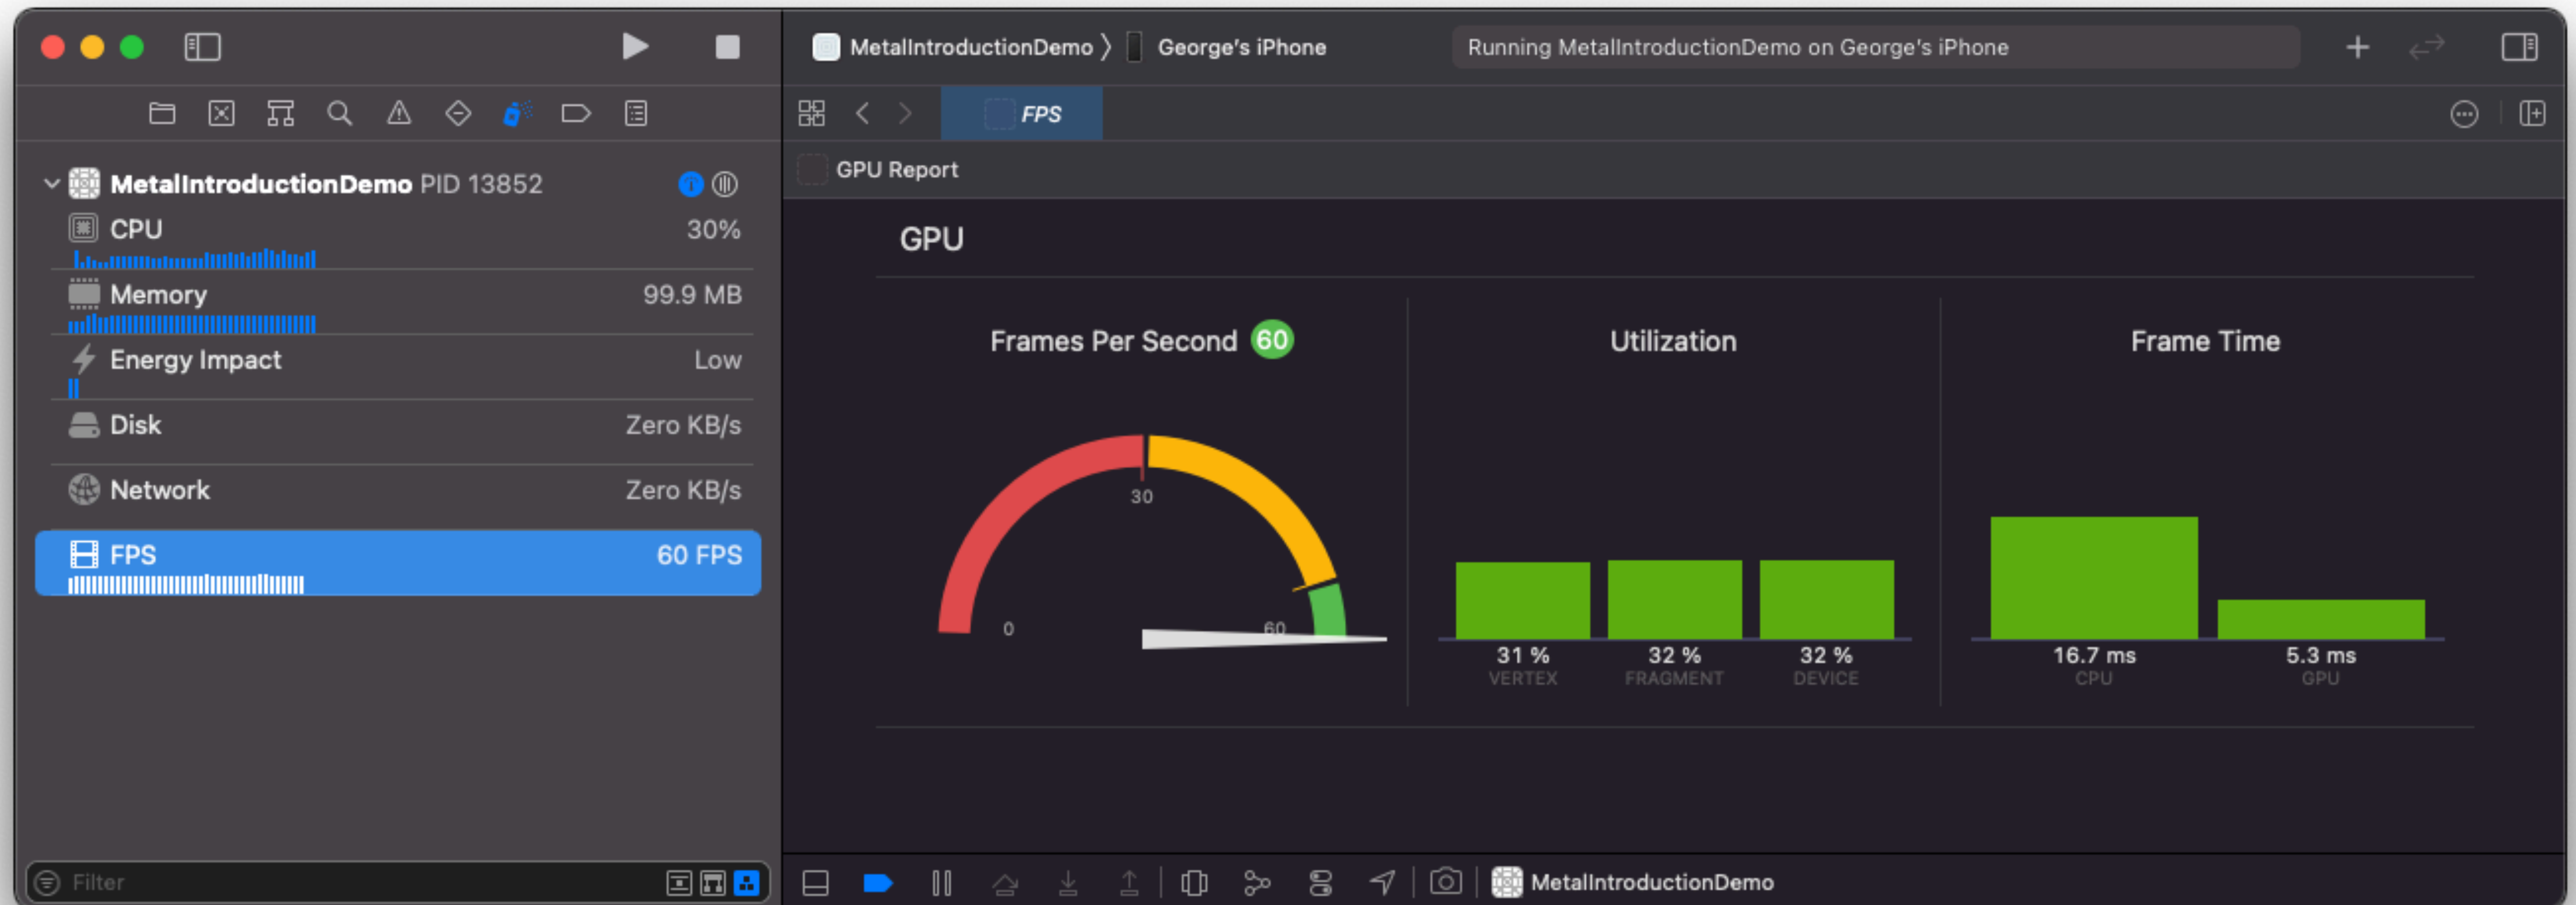 MetalIntroductionDemo 〉 George's iPhone
Running MetalIntroductionDemo on George's iPhone
FPS
MetalIntroductionDemo PID 13852
CPU 30%
Memory 99.9 MB
Energy Impact Low
Disk Zero KB/s
Network Zero KB/s
FPS 60 FPS
Filter
GPU Report
GPU
Frames Per Second 60
30
0 60
Utilization
31 % 32 % 32 %
VERTEX FRAGMENT DEVICE
Frame Time
16.7 ms 5.3 ms
CPU GPU
MetalIntroductionDemo